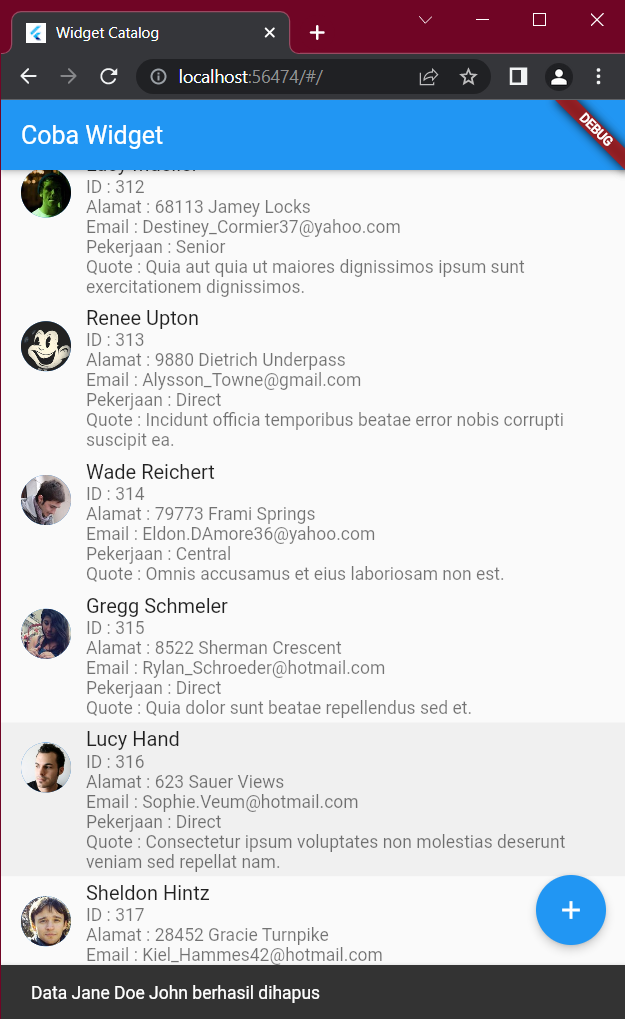 Widget Catalog
localhost:56474/#/
Coba Widget
DEBUG
ID : 312
Alamat : 68113 Jamey Locks
Email : Destiney_Cormier37@yahoo.com
Pekerjaan : Senior
Quote : Quia aut quia ut maiores dignissimos ipsum sunt
exercitationem dignissimos.
Renee Upton
ID : 313
Alamat : 9880 Dietrich Underpass
Email : Alysson_Towne@gmail.com
Pekerjaan : Direct
Quote : Incidunt officia temporibus beatae error nobis corrupti
suscipit ea.
Wade Reichert
ID : 314
Alamat : 79773 Frami Springs
Email : Eldon.DAmore36@yahoo.com
Pekerjaan : Central
Quote : Omnis accusamus et eius laboriosam non est.
Gregg Schmeler
ID : 315
Alamat : 8522 Sherman Crescent
Email : Rylan_Schroeder@hotmail.com
Pekerjaan : Direct
Quote : Quia dolor sunt beatae repellendus sed et.
Lucy Hand
ID : 316
Alamat : 623 Sauer Views
Email : Sophie.Veum@hotmail.com
Pekerjaan : Direct
Quote : Consectetur ipsum voluptates non molestias deserunt
veniam sed repellat nam.
Sheldon Hintz
ID : 317
Alamat : 28452 Gracie Turnpike
Email : Kiel_Hammes42@hotmail.com
Data Jane Doe John berhasil dihapus